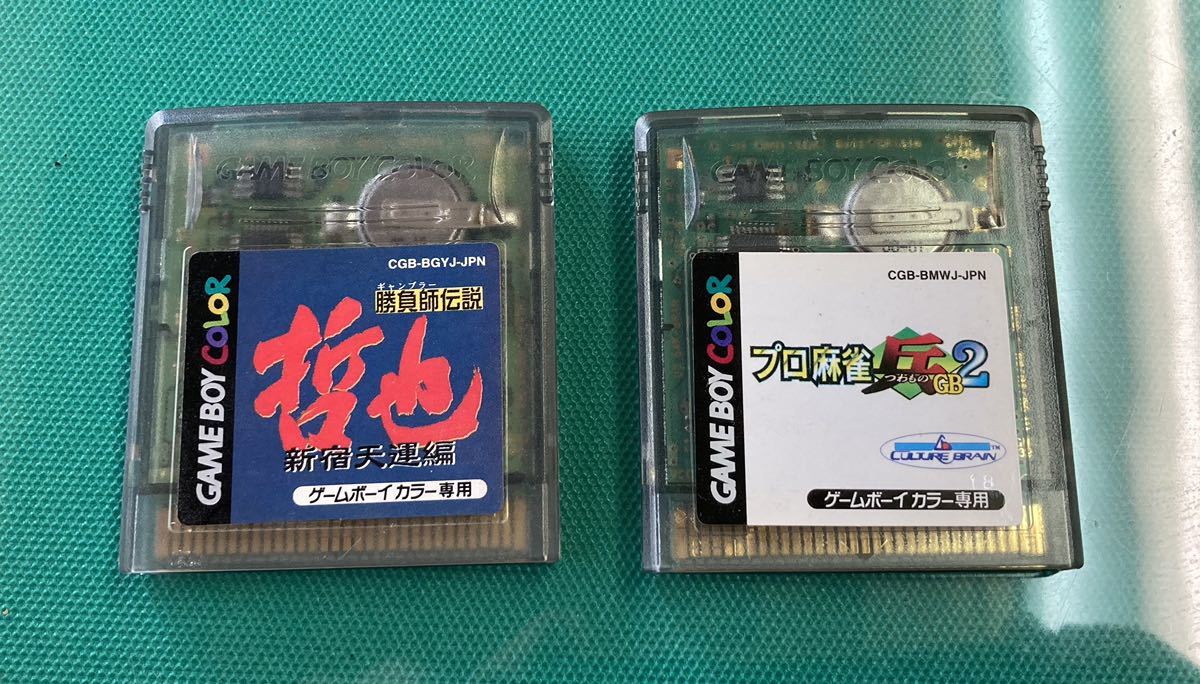 GAME BOY COLOR
GAME BOY COLOR
CGB-BGYJ-JPN
ギャンブラー
勝負師伝説
哲也
新宿天運編
ゲームボーイカラー専用
GAME BOY COLOR
GAME BOY COLOR
CGB-BMWJ-JPN
プロ麻雀 兵 GB2
つわもの
CULTURE BRAIN
TM
18
ゲームボーイカラー専用